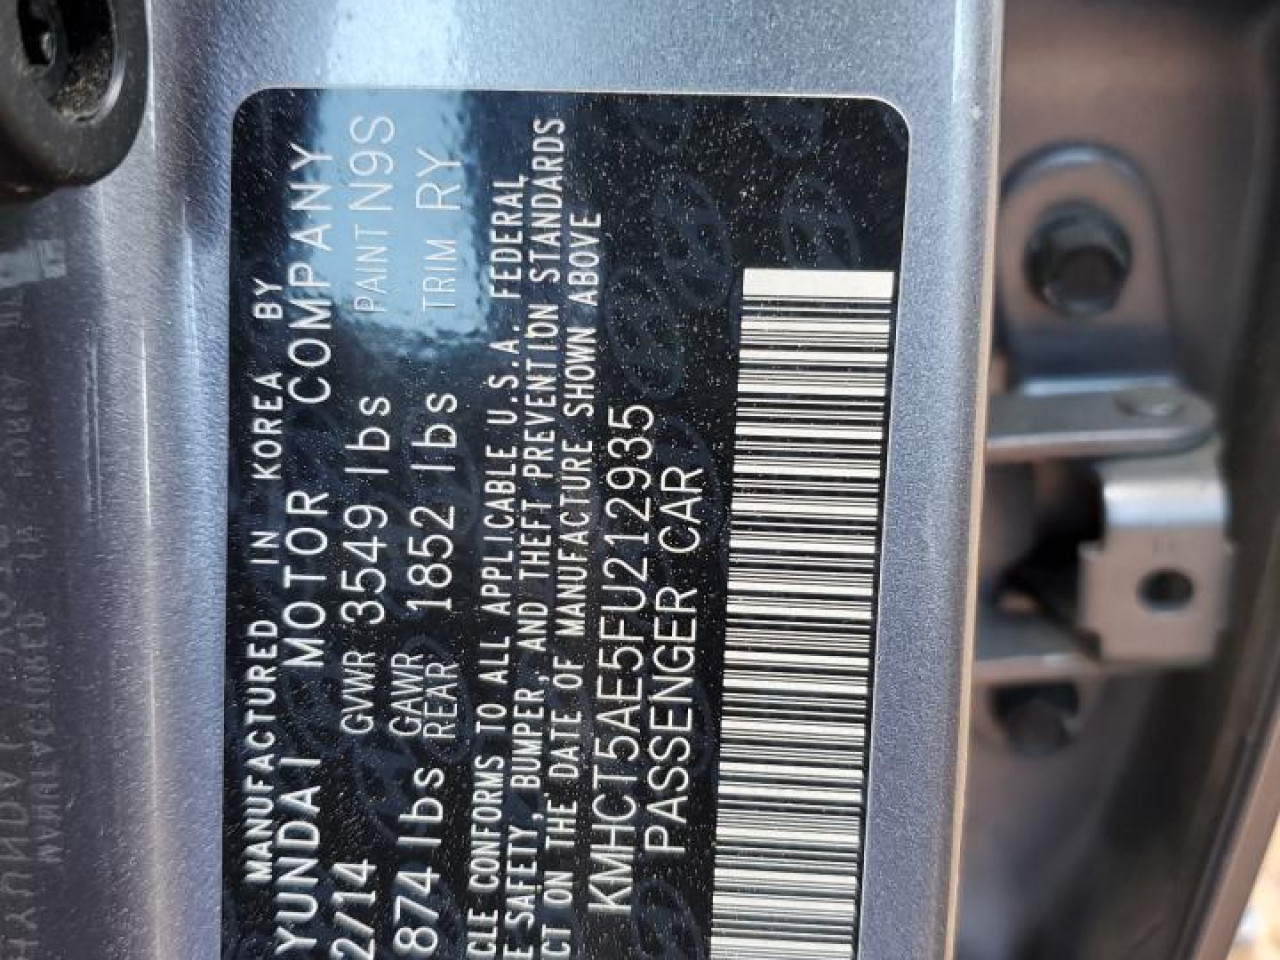 MANUFACTURED IN KOREA BY
YUNDAI MOTOR COMPANY
2/14 GVWR 3549 lbs PAINT N9S
874 lbs GAWR REAR 1852 lbs TRIM RY
CLE CONFORMS TO ALL APPLICABLE U.S.A. FEDERAL
E SAFETY, BUMPER, AND THEFT PREVENTION STANDARDS
CT ON THE DATE OF MANUFACTURE SHOWN ABOVE
KMHCT5AE5FU212935
PASSENGER CAR